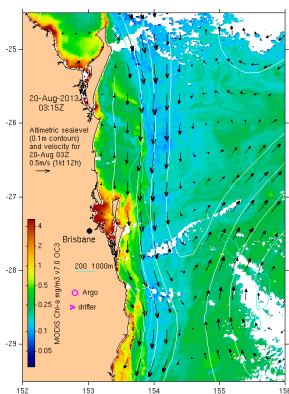 -25
20-Aug-2013
03:15Z
-26
Altimetric sealevel
(0.1m contours)
and velocity for
20-Aug 03Z
0.5m/s (1kt 12h)
-27
4
2
1
0.5
0.25
0.1
0.05
MODIS Chl-a mg/m3 v7.0 OC3
Brisbane
200 1000m
-28
Argo
drifter
-29
152 153 154 155 156